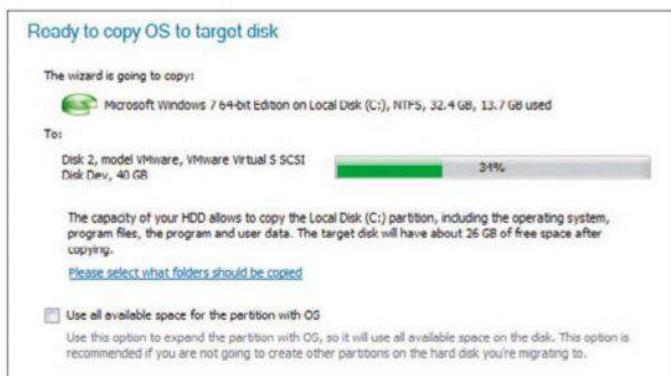 Ready to copy OS to target disk
The wizard is going to copy:
Microsoft Windows 7 64-bit Edition on Local Disk (C:), NTFS, 32.4 GB, 13.7 GB used
To:
Disk 2, model VMware, VMware Virtual S SCSI
Disk Dev, 40 GB
34%
The capacity of your HDD allows to copy the Local Disk (C:) partition, including the operating system,
program files, the program and user data. The target disk will have about 26 GB of free space after
copying.
Please select what folders should be copied
Use all available space for the partition with OS
Use this option to expand the partition with OS, so it will use all available space on the disk. This option is
recommended if you are not going to create other partitions on the hard disk you're migrating to.